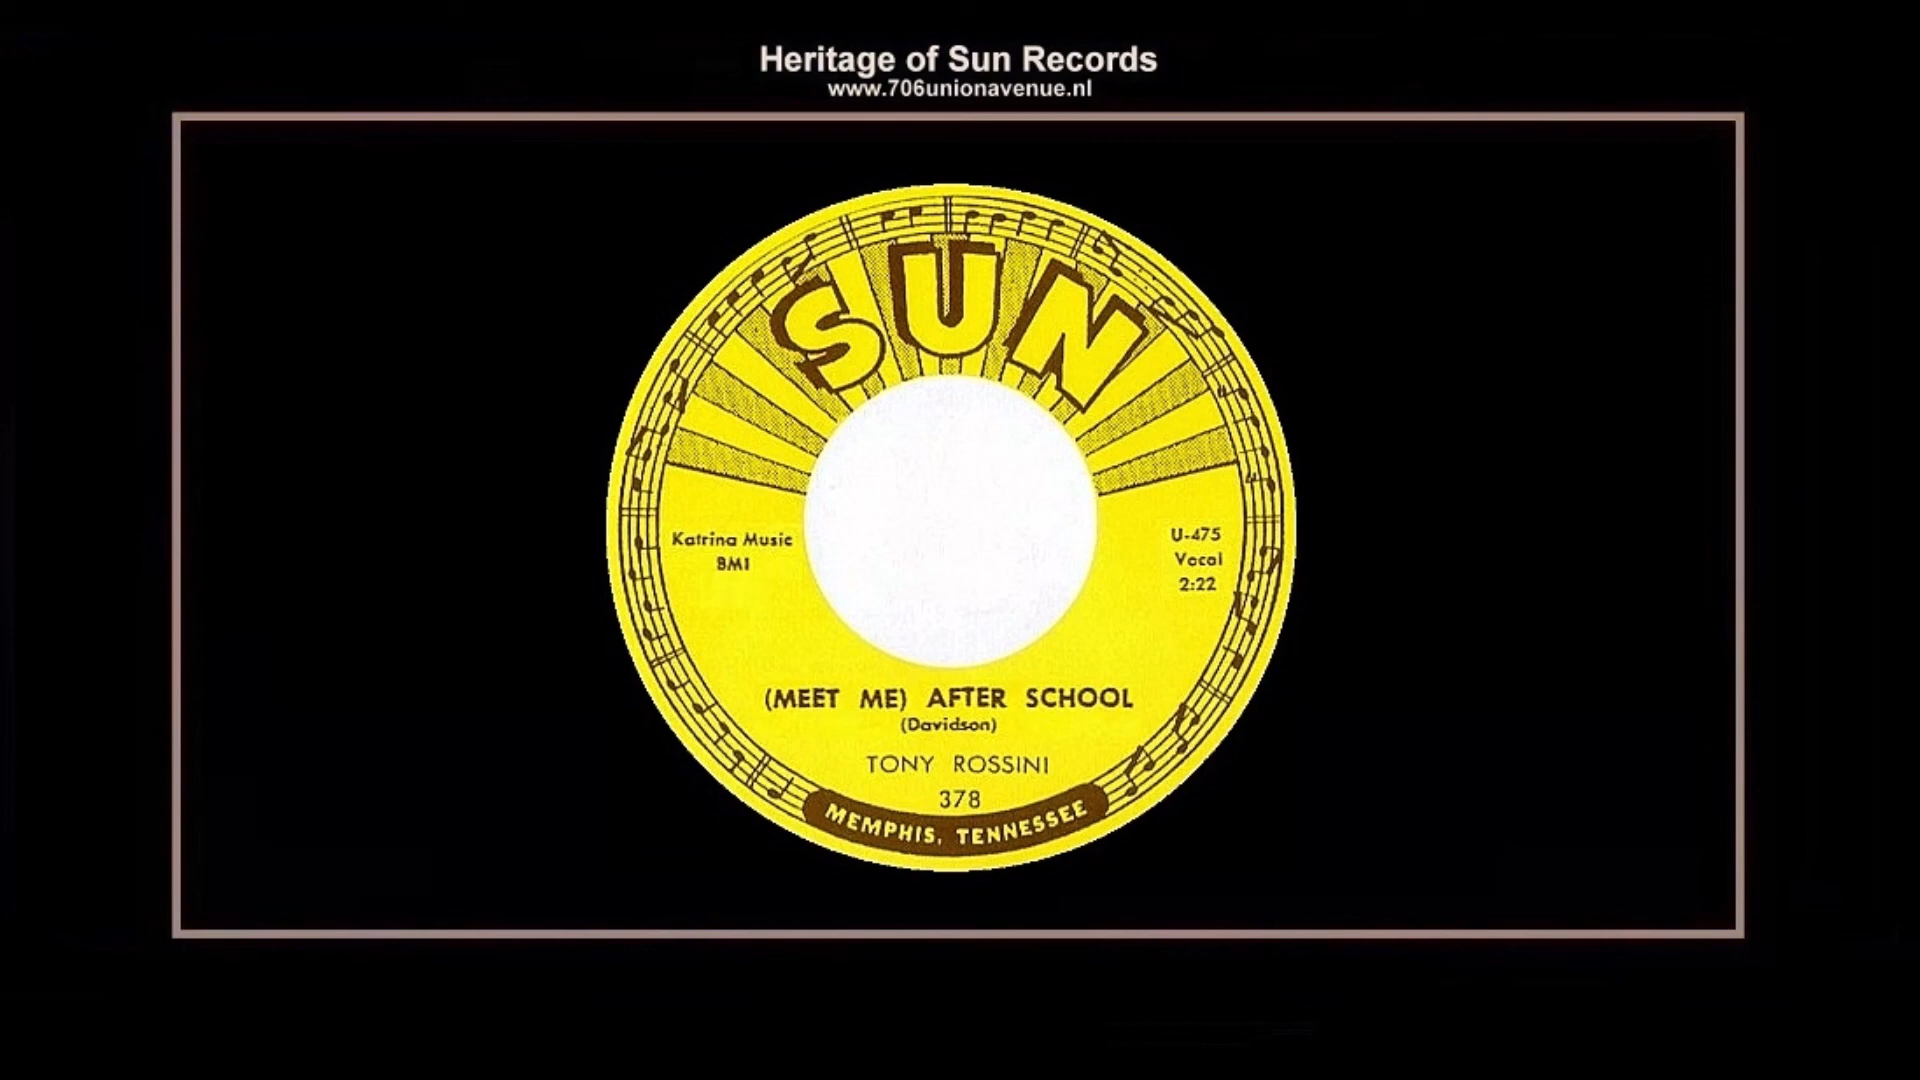 Heritage of Sun Records
www.706unionavenue.nl
SUN
Katrina Music
BMI
U-475
Vocal
2:22
(MEET ME) AFTER SCHOOL
(Davidson)
TONY ROSSINI
378
MEMPHIS, TENNESSEE